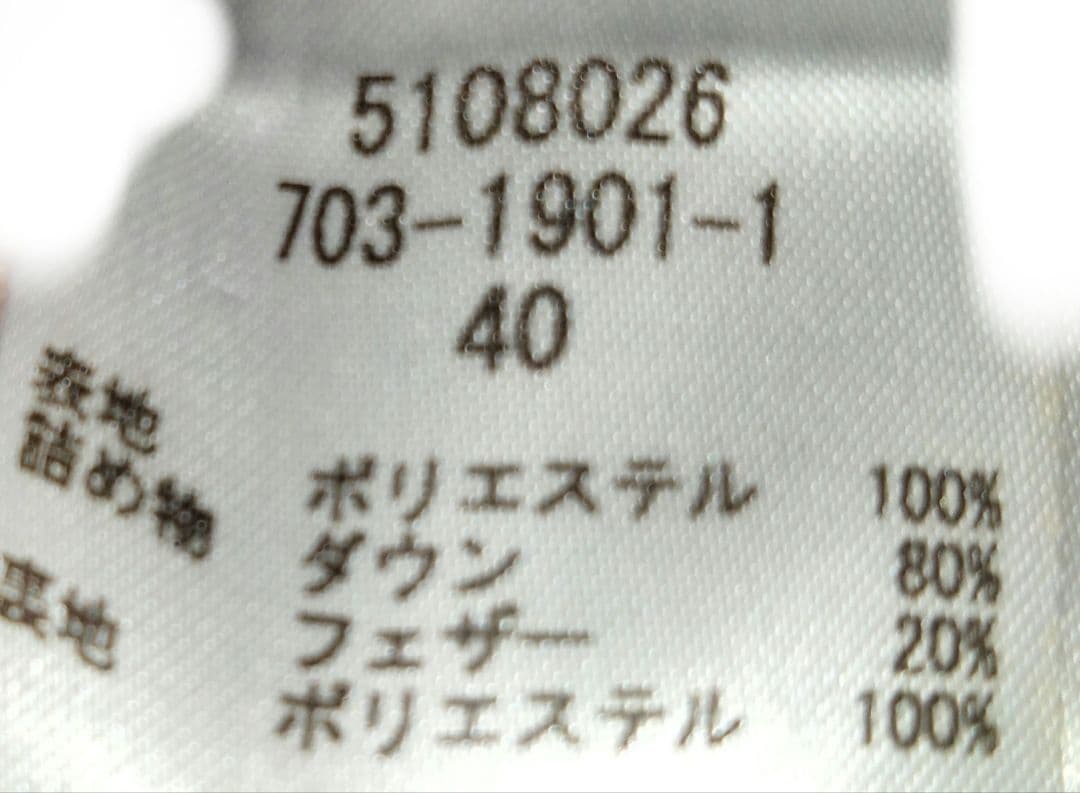 5108026
703-1901-1
40
表地 ポリエステル 100%
詰め物 ダウン 80%
フェザー 20%
裏地 ポリエステル 100%